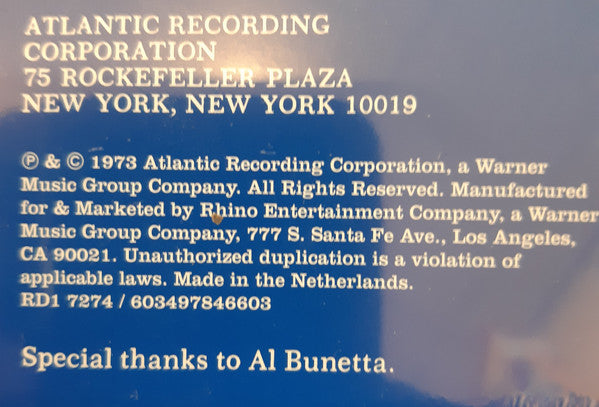 ATLANTIC RECORDING
CORPORATION
75 ROCKEFELLER PLAZA
NEW YORK, NEW YORK 10019
℗ & © 1973 Atlantic Recording Corporation, a Warner
Music Group Company. All Rights Reserved. Manufactured
for & Marketed by Rhino Entertainment Company, a Warner
Music Group Company, 777 S. Santa Fe Ave., Los Angeles,
CA 90021. Unauthorized duplication is a violation of
applicable laws. Made in the Netherlands.
RD1 7274 / 603497846603
Special thanks to Al Bunetta.